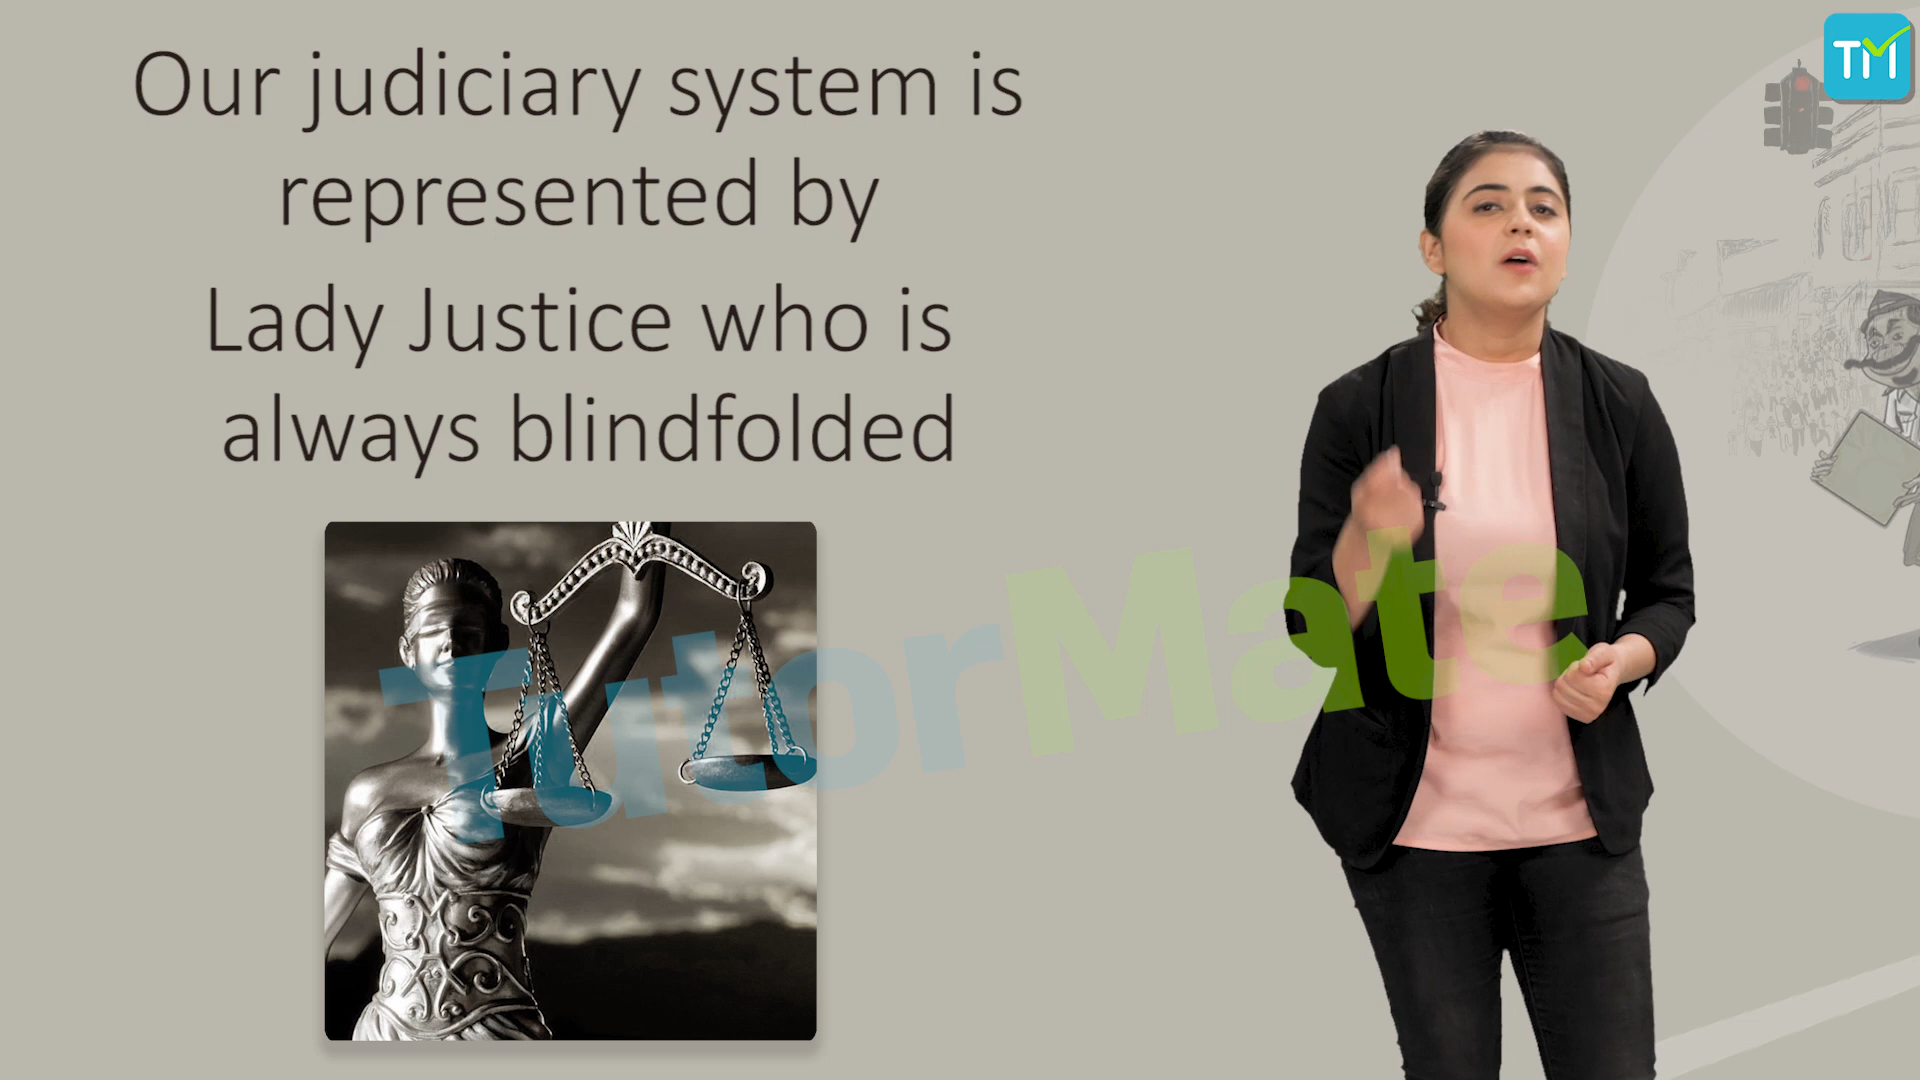 Our judiciary system is
represented by
Lady Justice who is
always blindfolded
TutorMate
TM